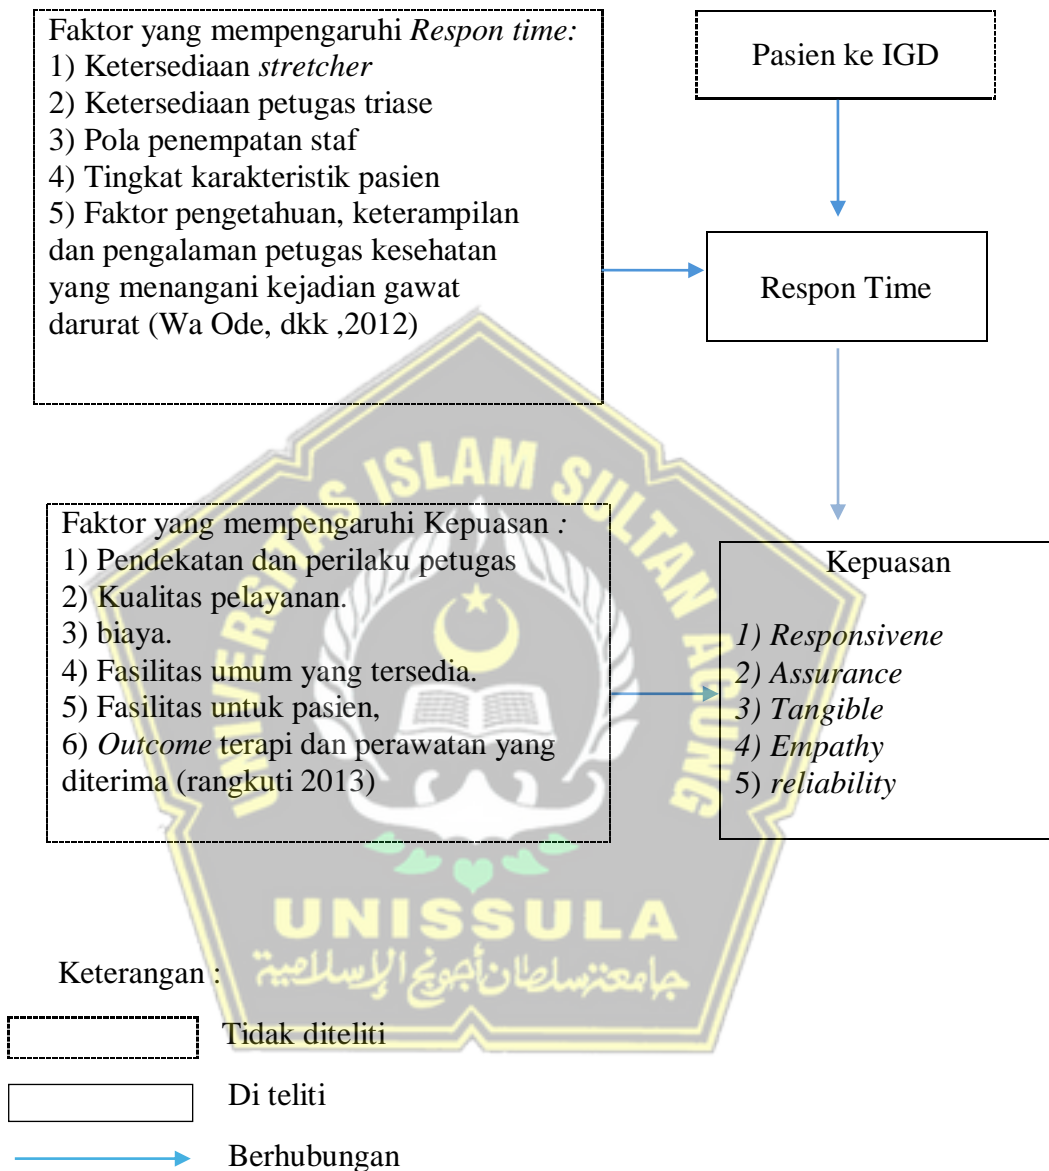 Faktor yang mempengaruhi Respon time:
1) Ketersediaan stretcher
2) Ketersediaan petugas triase
3) Pola penempatan staf
4) Tingkat karakteristik pasien
5) Faktor pengetahuan, keterampilan
dan pengalaman petugas kesehatan
yang menangani kejadian gawat
darurat (Wa Ode, dkk ,2012)
Pasien ke IGD
Respon Time
Faktor yang mempengaruhi Kepuasan :
1) Pendekatan dan perilaku petugas
2) Kualitas pelayanan.
3) biaya.
4) Fasilitas umum yang tersedia.
5) Fasilitas untuk pasien,
6) Outcome terapi dan perawatan yang
diterima (rangkuti 2013)
Kepuasan
1) Responsivene
2) Assurance
3) Tangible
4) Empathy
5) reliability
UNIVERSITAS ISLAM SULTAN AGUNG
UNISSULA
جامعة سلطان أجونج الإسلامية
Keterangan :
Tidak diteliti
Di teliti
Berhubungan